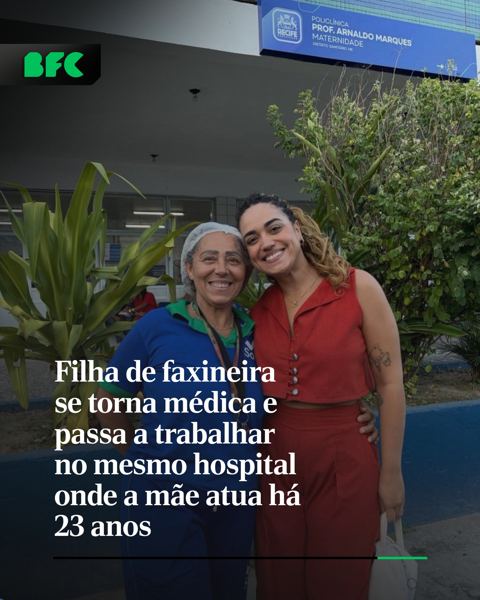 POLICLÍNICA
PROF. ARNALDO MARQUES
MATERNIDADE
RECIFE
BFC
Filha de faxineira
se torna médica e
passa a trabalhar
no mesmo hospital
onde a mãe atua há
23 anos